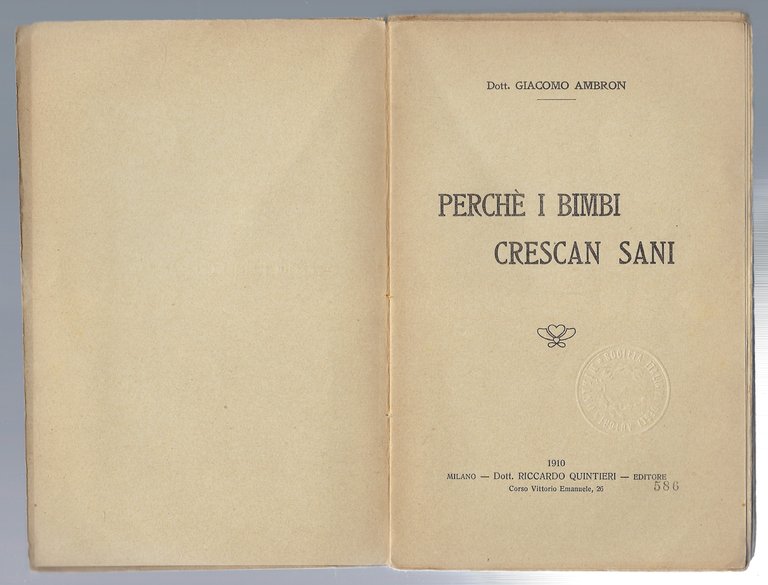 Dott. GIACOMO AMBRON
PERCHÈ I BIMBI
CRESCAN SANI
1910
MILANO — Dott. RICCARDO QUINTIERI — EDITORE
Corso Vittorio Emanuele, 26
586